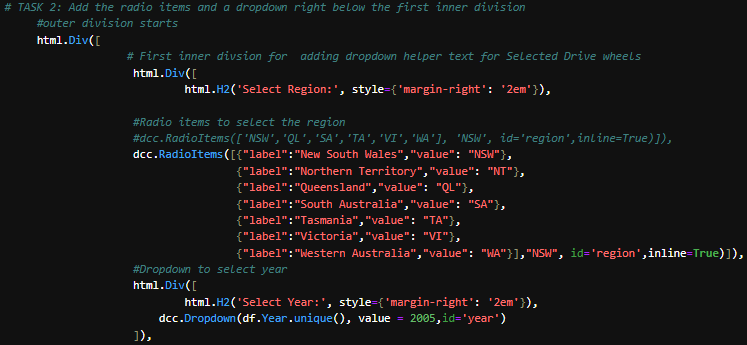 # TASK 2: Add the radio items and a dropdown right below the first inner division
#outer division starts
html.Div([
# First inner divsion for  adding dropdown helper text for Selected Drive wheels
html.Div([
html.H2('Select Region:', style={'margin-right': '2em'}),
#Radio items to select the region
#dcc.RadioItems(['NSW','QL','SA','TA','VI','WA'], 'NSW', id='region',inline=True)]),
dcc.RadioItems([{"label":"New South Wales","value": "NSW"},
{"label":"Northern Territory","value": "NT"},
{"label":"Queensland","value": "QL"},
{"label":"South Australia","value": "SA"},
{"label":"Tasmania","value": "TA"},
{"label":"Victoria","value": "VI"},
{"label":"Western Australia","value": "WA"}],"NSW", id='region',inline=True)]),
#Dropdown to select year
html.Div([
html.H2('Select Year:', style={'margin-right': '2em'}),
dcc.Dropdown(df.Year.unique(), value = 2005,id='year')
]),